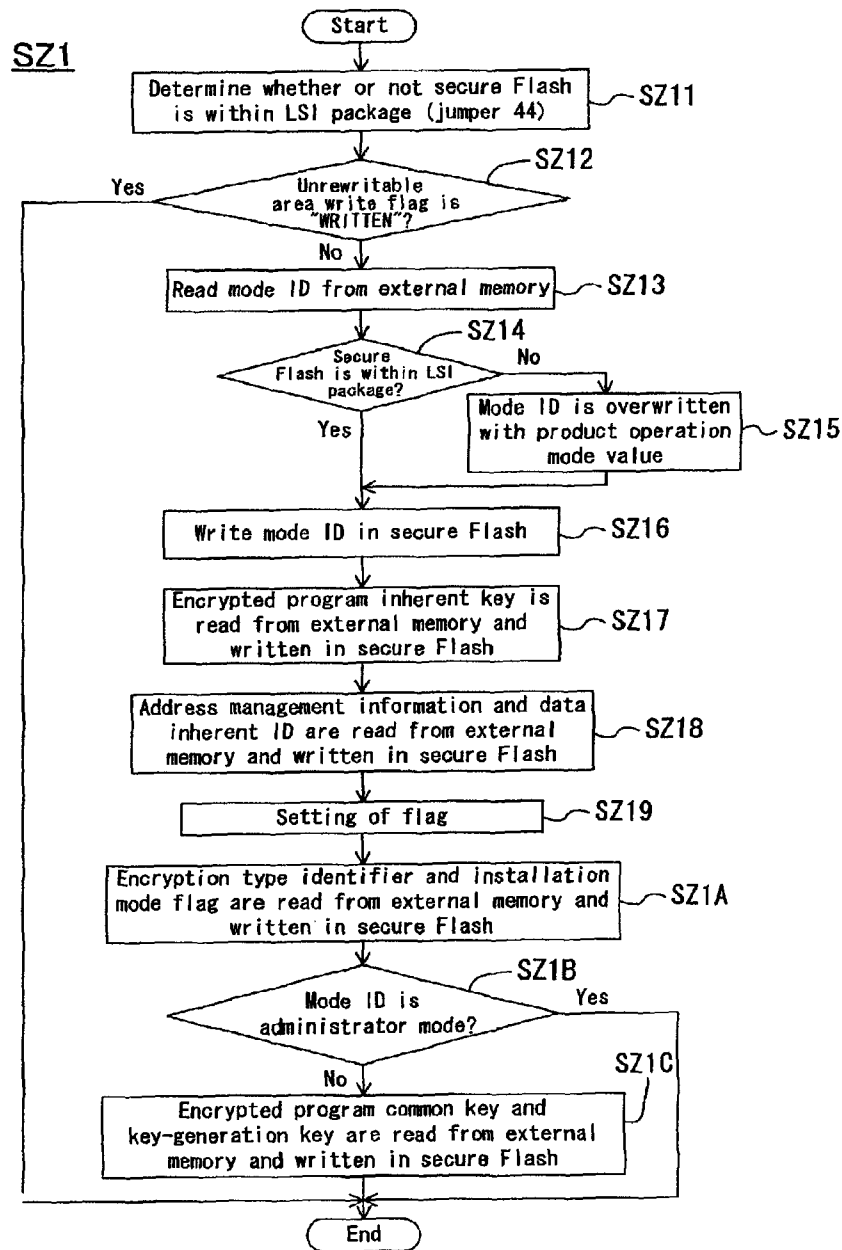 Start
SZ1
Determine whether or not secure Flash
is within LSI package (jumper 44)
SZ11
SZ12
Yes
Unrewritable
area write flag is
"WRITTEN"?
No
Read mode ID from external memory
SZ13
SZ14
Secure
Flash is within LSI
package?
No
Yes
Mode ID is overwritten
with product operation
mode value
SZ15
Write mode ID in secure Flash
SZ16
Encrypted program inherent key is
read from external memory and
written in secure Flash
SZ17
Address management information and data
inherent ID are read from external
memory and written in secure Flash
SZ18
Setting of flag
SZ19
Encryption type identifier and installation
mode flag are read from external memory and
written in secure Flash
SZ1A
SZ1B
Mode ID is
administrator mode?
Yes
No
SZ1C
Encrypted program common key and
key-generation key are read from external
memory and written in secure Flash
End